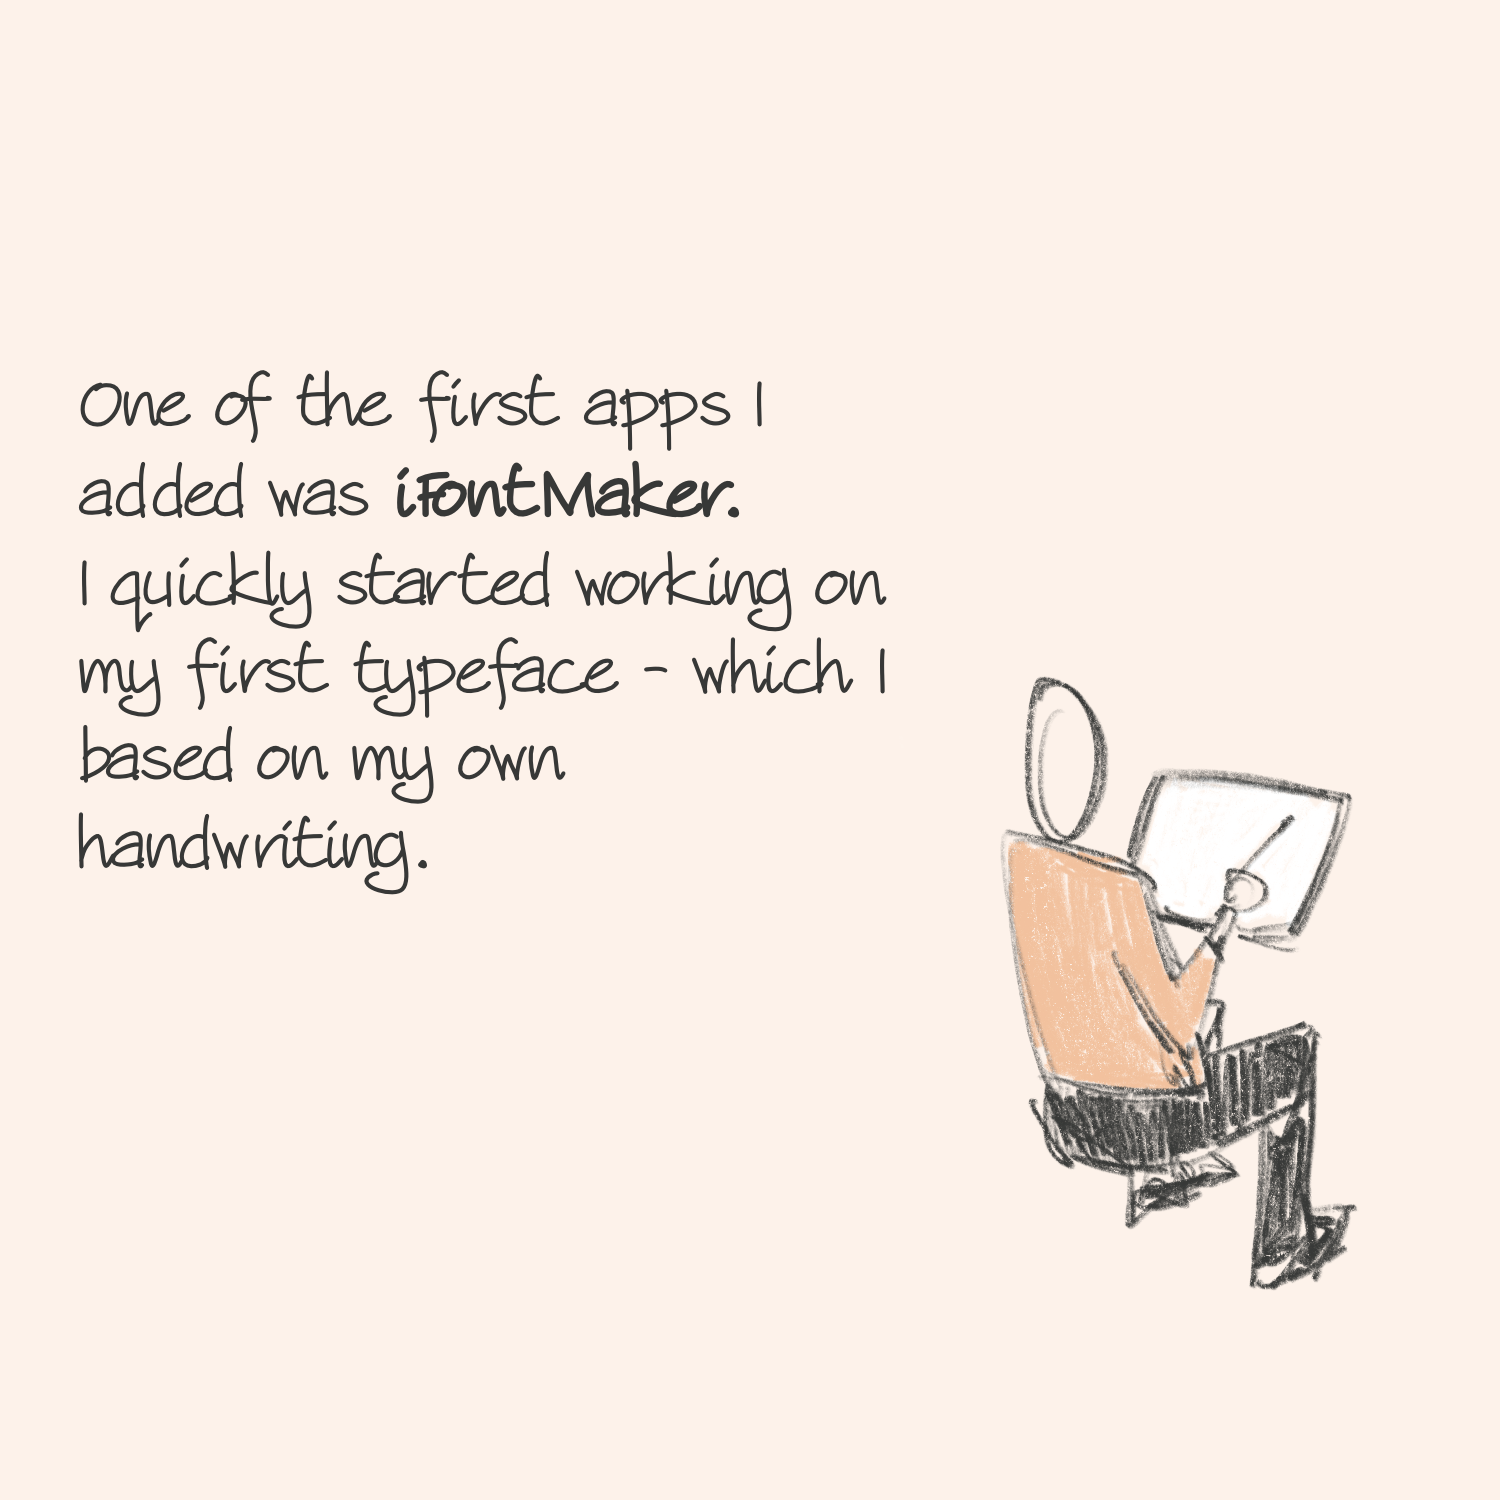 One of the first apps I
added was iFontMaker.
I quickly started working on
my first typeface - which I
based on my own
handwriting.